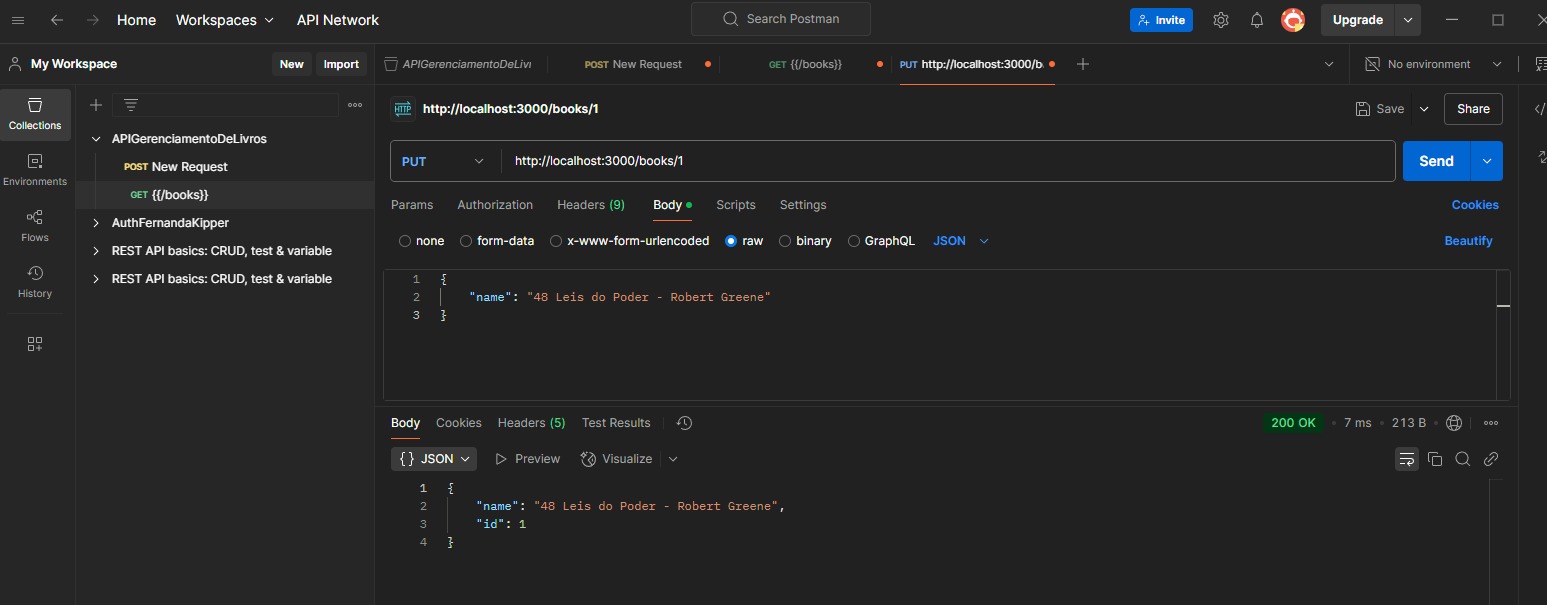 Home Workspaces API Network Search Postman Invite Upgrade
My Workspace New Import APIGerenciamentoDeLivr POST New Request GET {{/books}} PUT http://localhost:3000/b No environment
Collections
Environments
Flows
History
APIGerenciamentoDeLivros
POST New Request
GET {{/books}}
AuthFernandaKipper
REST API basics: CRUD, test & variable
REST API basics: CRUD, test & variable
HTTP http://localhost:3000/books/1 Save Share
PUT http://localhost:3000/books/1 Send
Params Authorization Headers (9) Body Scripts Settings Cookies
none form-data x-www-form-urlencoded raw binary GraphQL JSON Beautify
1 {
2 "name": "48 Leis do Poder - Robert Greene"
3 }
Body Cookies Headers (5) Test Results 200 OK 7 ms 213 B
{} JSON Preview Visualize
1 {
2 "name": "48 Leis do Poder - Robert Greene",
3 "id": 1
4 }